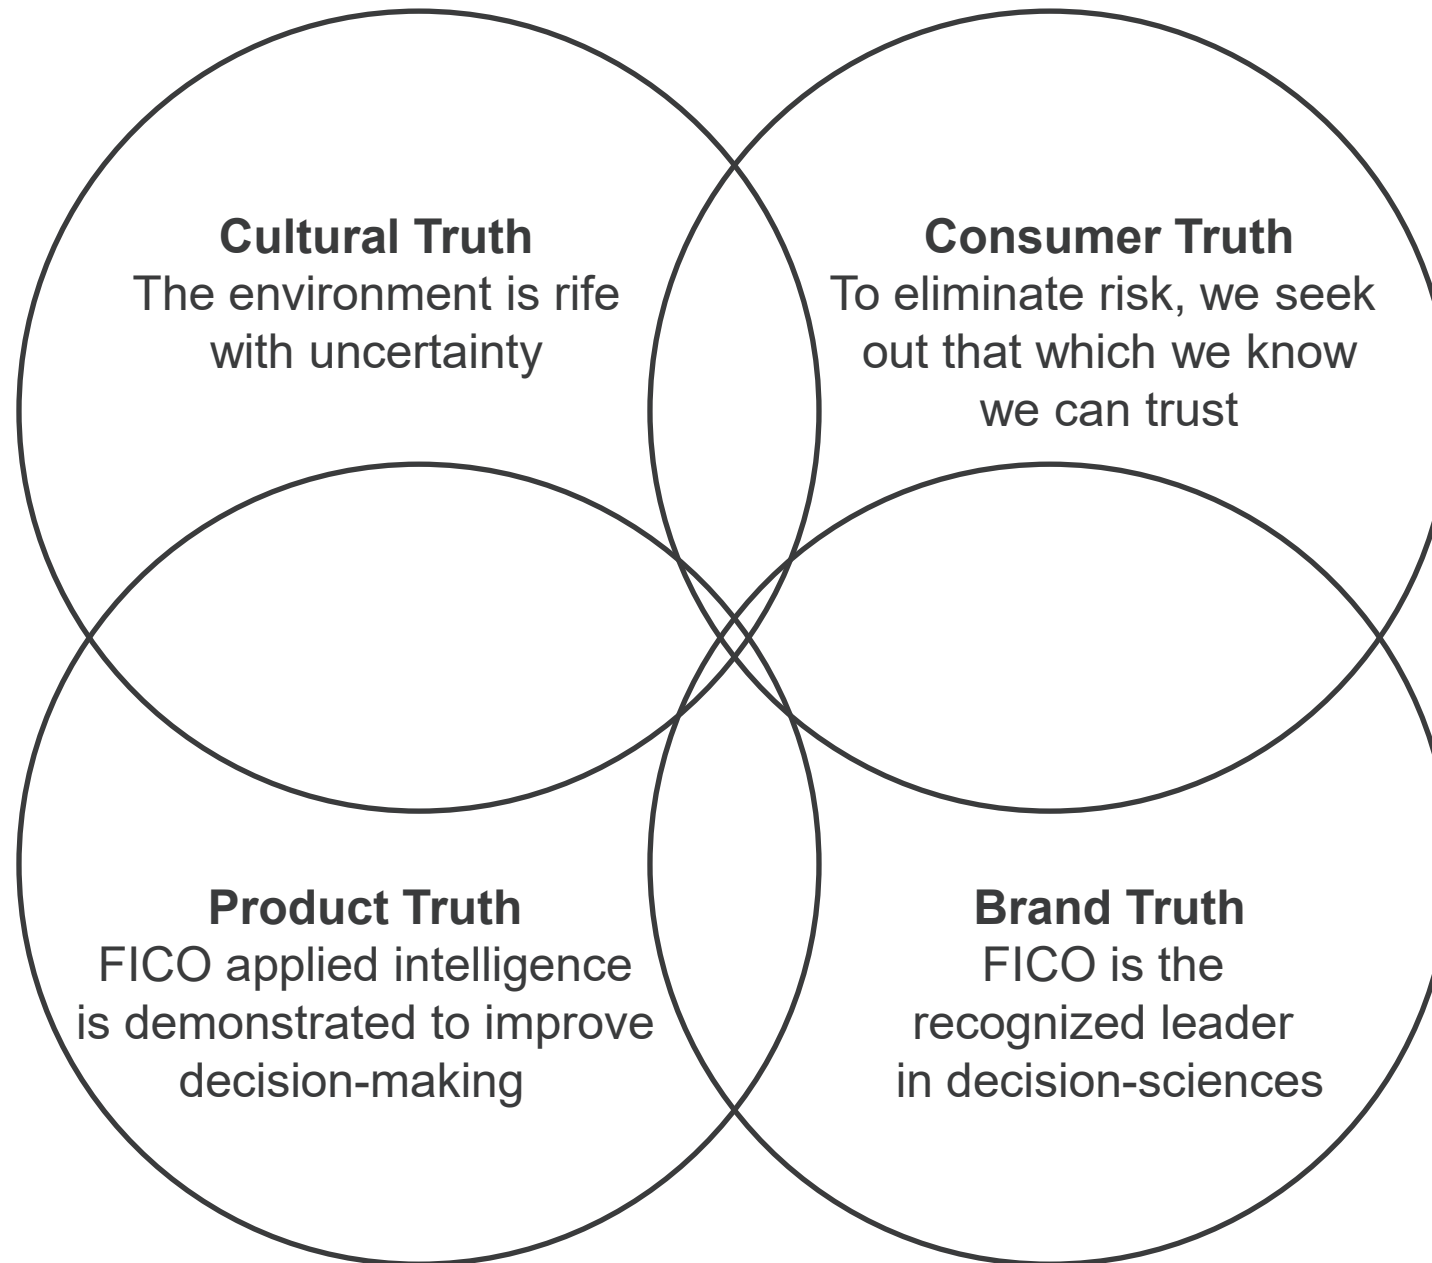 Cultural Truth
The environment is rife
with uncertainty
Consumer Truth
To eliminate risk, we seek
out that which we know
we can trust
Product Truth
FICO applied intelligence
is demonstrated to improve
decision-making
Brand Truth
FICO is the
recognized leader
in decision-sciences